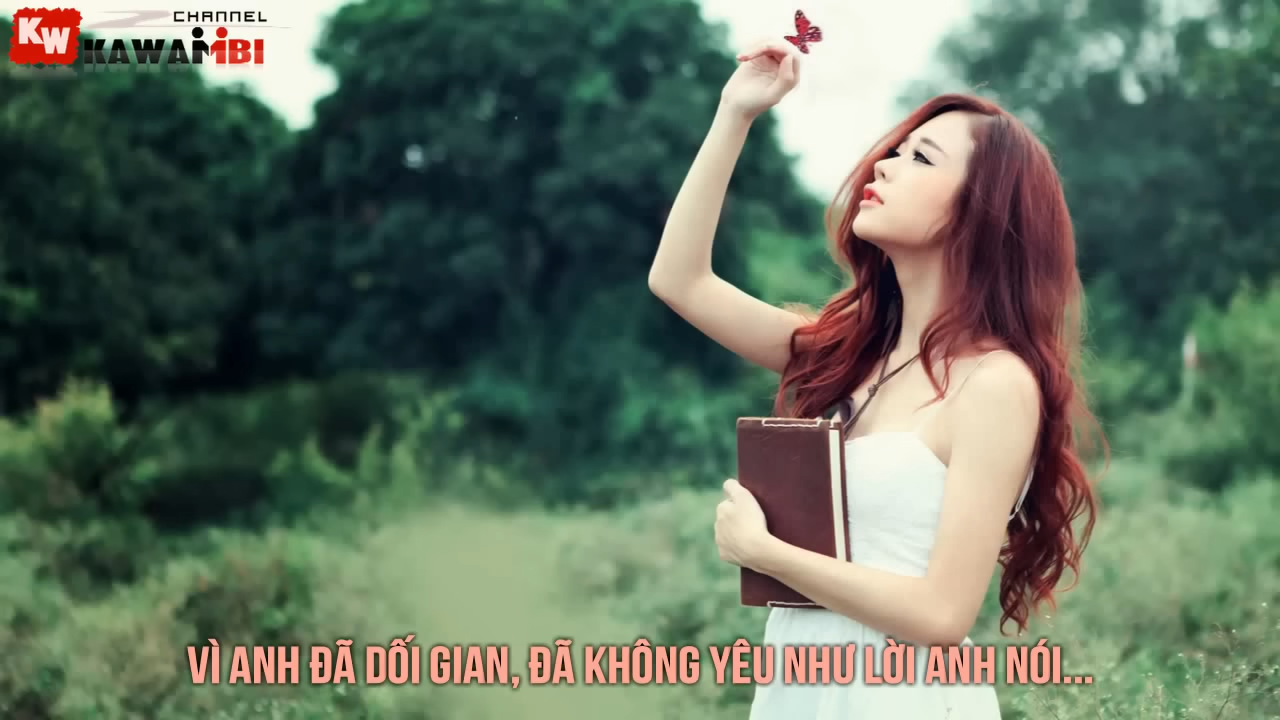 KW
CHANNEL
KAWAMBI
VÌ ANH ĐÃ DỐI GIAN, ĐÃ KHÔNG YÊU NHƯ LỜI ANH NÓI...